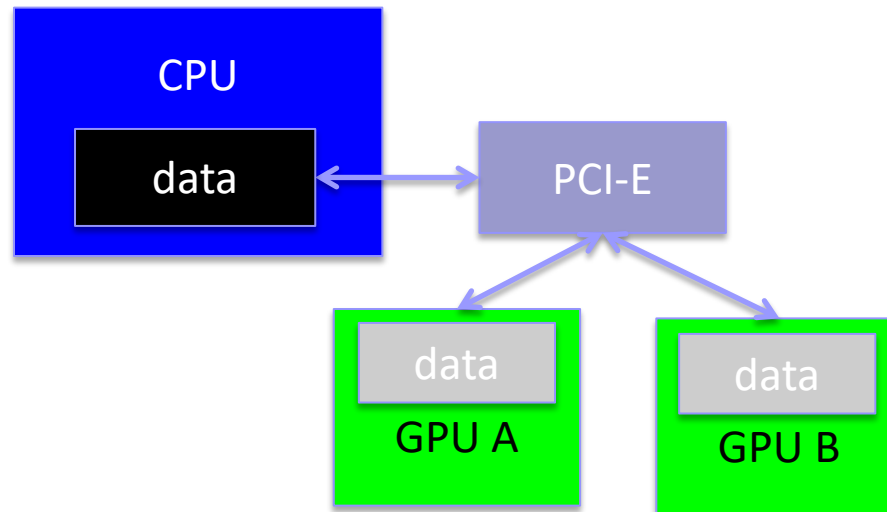 CPU
data
PCI-E
data
GPU A
data
GPU B